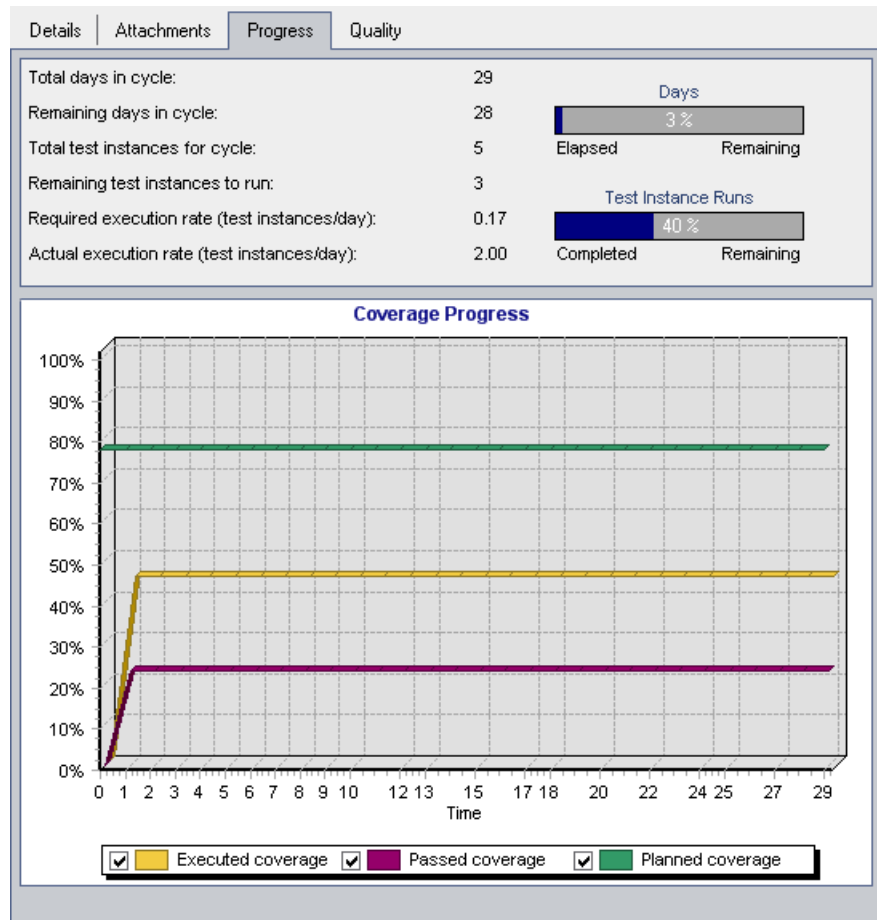 Details Attachments Progress Quality
Total days in cycle: 29
Remaining days in cycle: 28
Total test instances for cycle: 5
Remaining test instances to run: 3
Required execution rate (test instances/day): 0.17
Actual execution rate (test instances/day): 2.00
Days
3 %
Elapsed Remaining
Test Instance Runs
40 %
Completed Remaining
Coverage Progress
100%
90%
80%
70%
60%
50%
40%
30%
20%
10%
0%
0 1 2 3 4 5 6 7 8 9 10 12 13 15 17 18 20 22 24 25 27 29
Time
Executed coverage Passed coverage Planned coverage